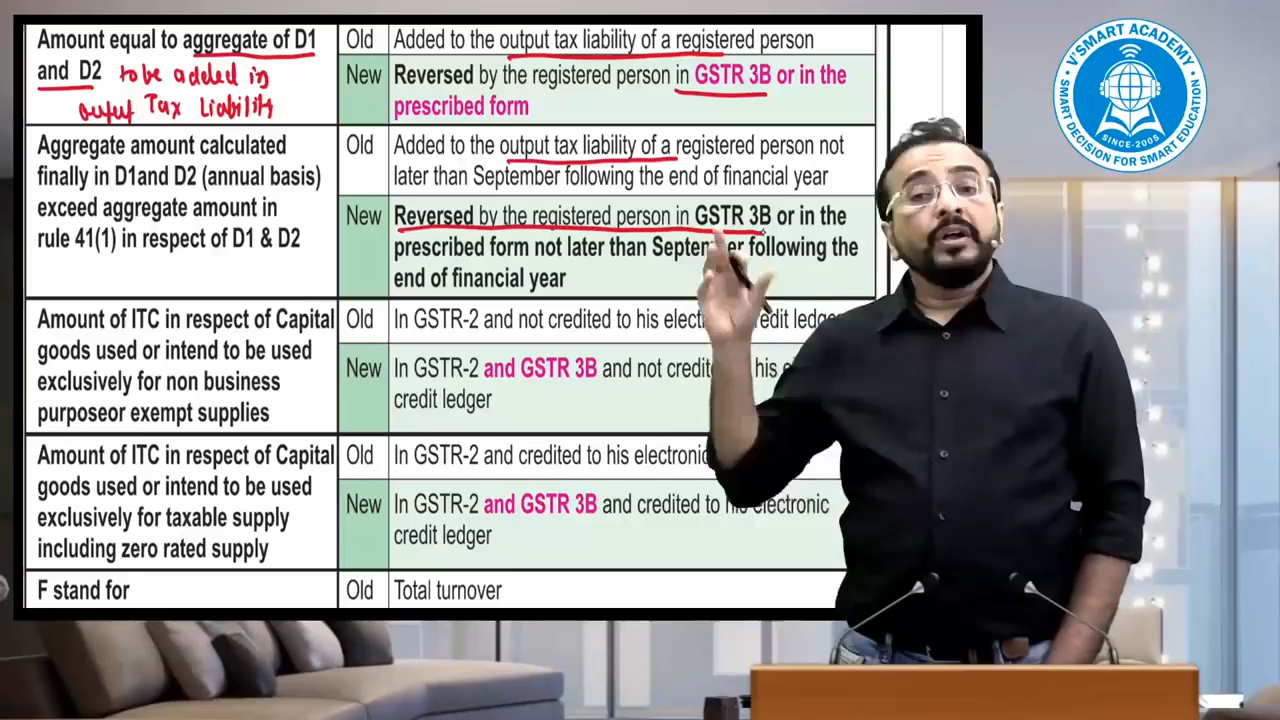 Amount equal to aggregate of D1
and D2 to be added in
output Tax Liability
Old
Added to the output tax liability of a registered person
New
Reversed by the registered person in GSTR 3B or in the
prescribed form
Aggregate amount calculated
finally in D1and D2 (annual basis)
exceed aggregate amount in
rule 41(1) in respect of D1 & D2
Old
Added to the output tax liability of a registered person not
later than September following the end of financial year
New
Reversed by the registered person in GSTR 3B or in the
prescribed form not later than September following the
end of financial year
Amount of ITC in respect of Capital
goods used or intend to be used
exclusively for non business
purposeor exempt supplies
Old
In GSTR-2 and not credited to his credit ledger
New
In GSTR-2 and GSTR 3B and not his
credit ledger
Amount of ITC in respect of Capital
goods used or intend to be used
exclusively for taxable supply
including zero rated supply
Old
In GSTR-2 and credited to his electronic
New
In GSTR-2 and GSTR 3B and credited to his electronic
credit ledger
F stand for
Old
Total turnover
V'SMART ACADEMY
SMART DECISION FOR SMART EDUCATION
SINCE-2005